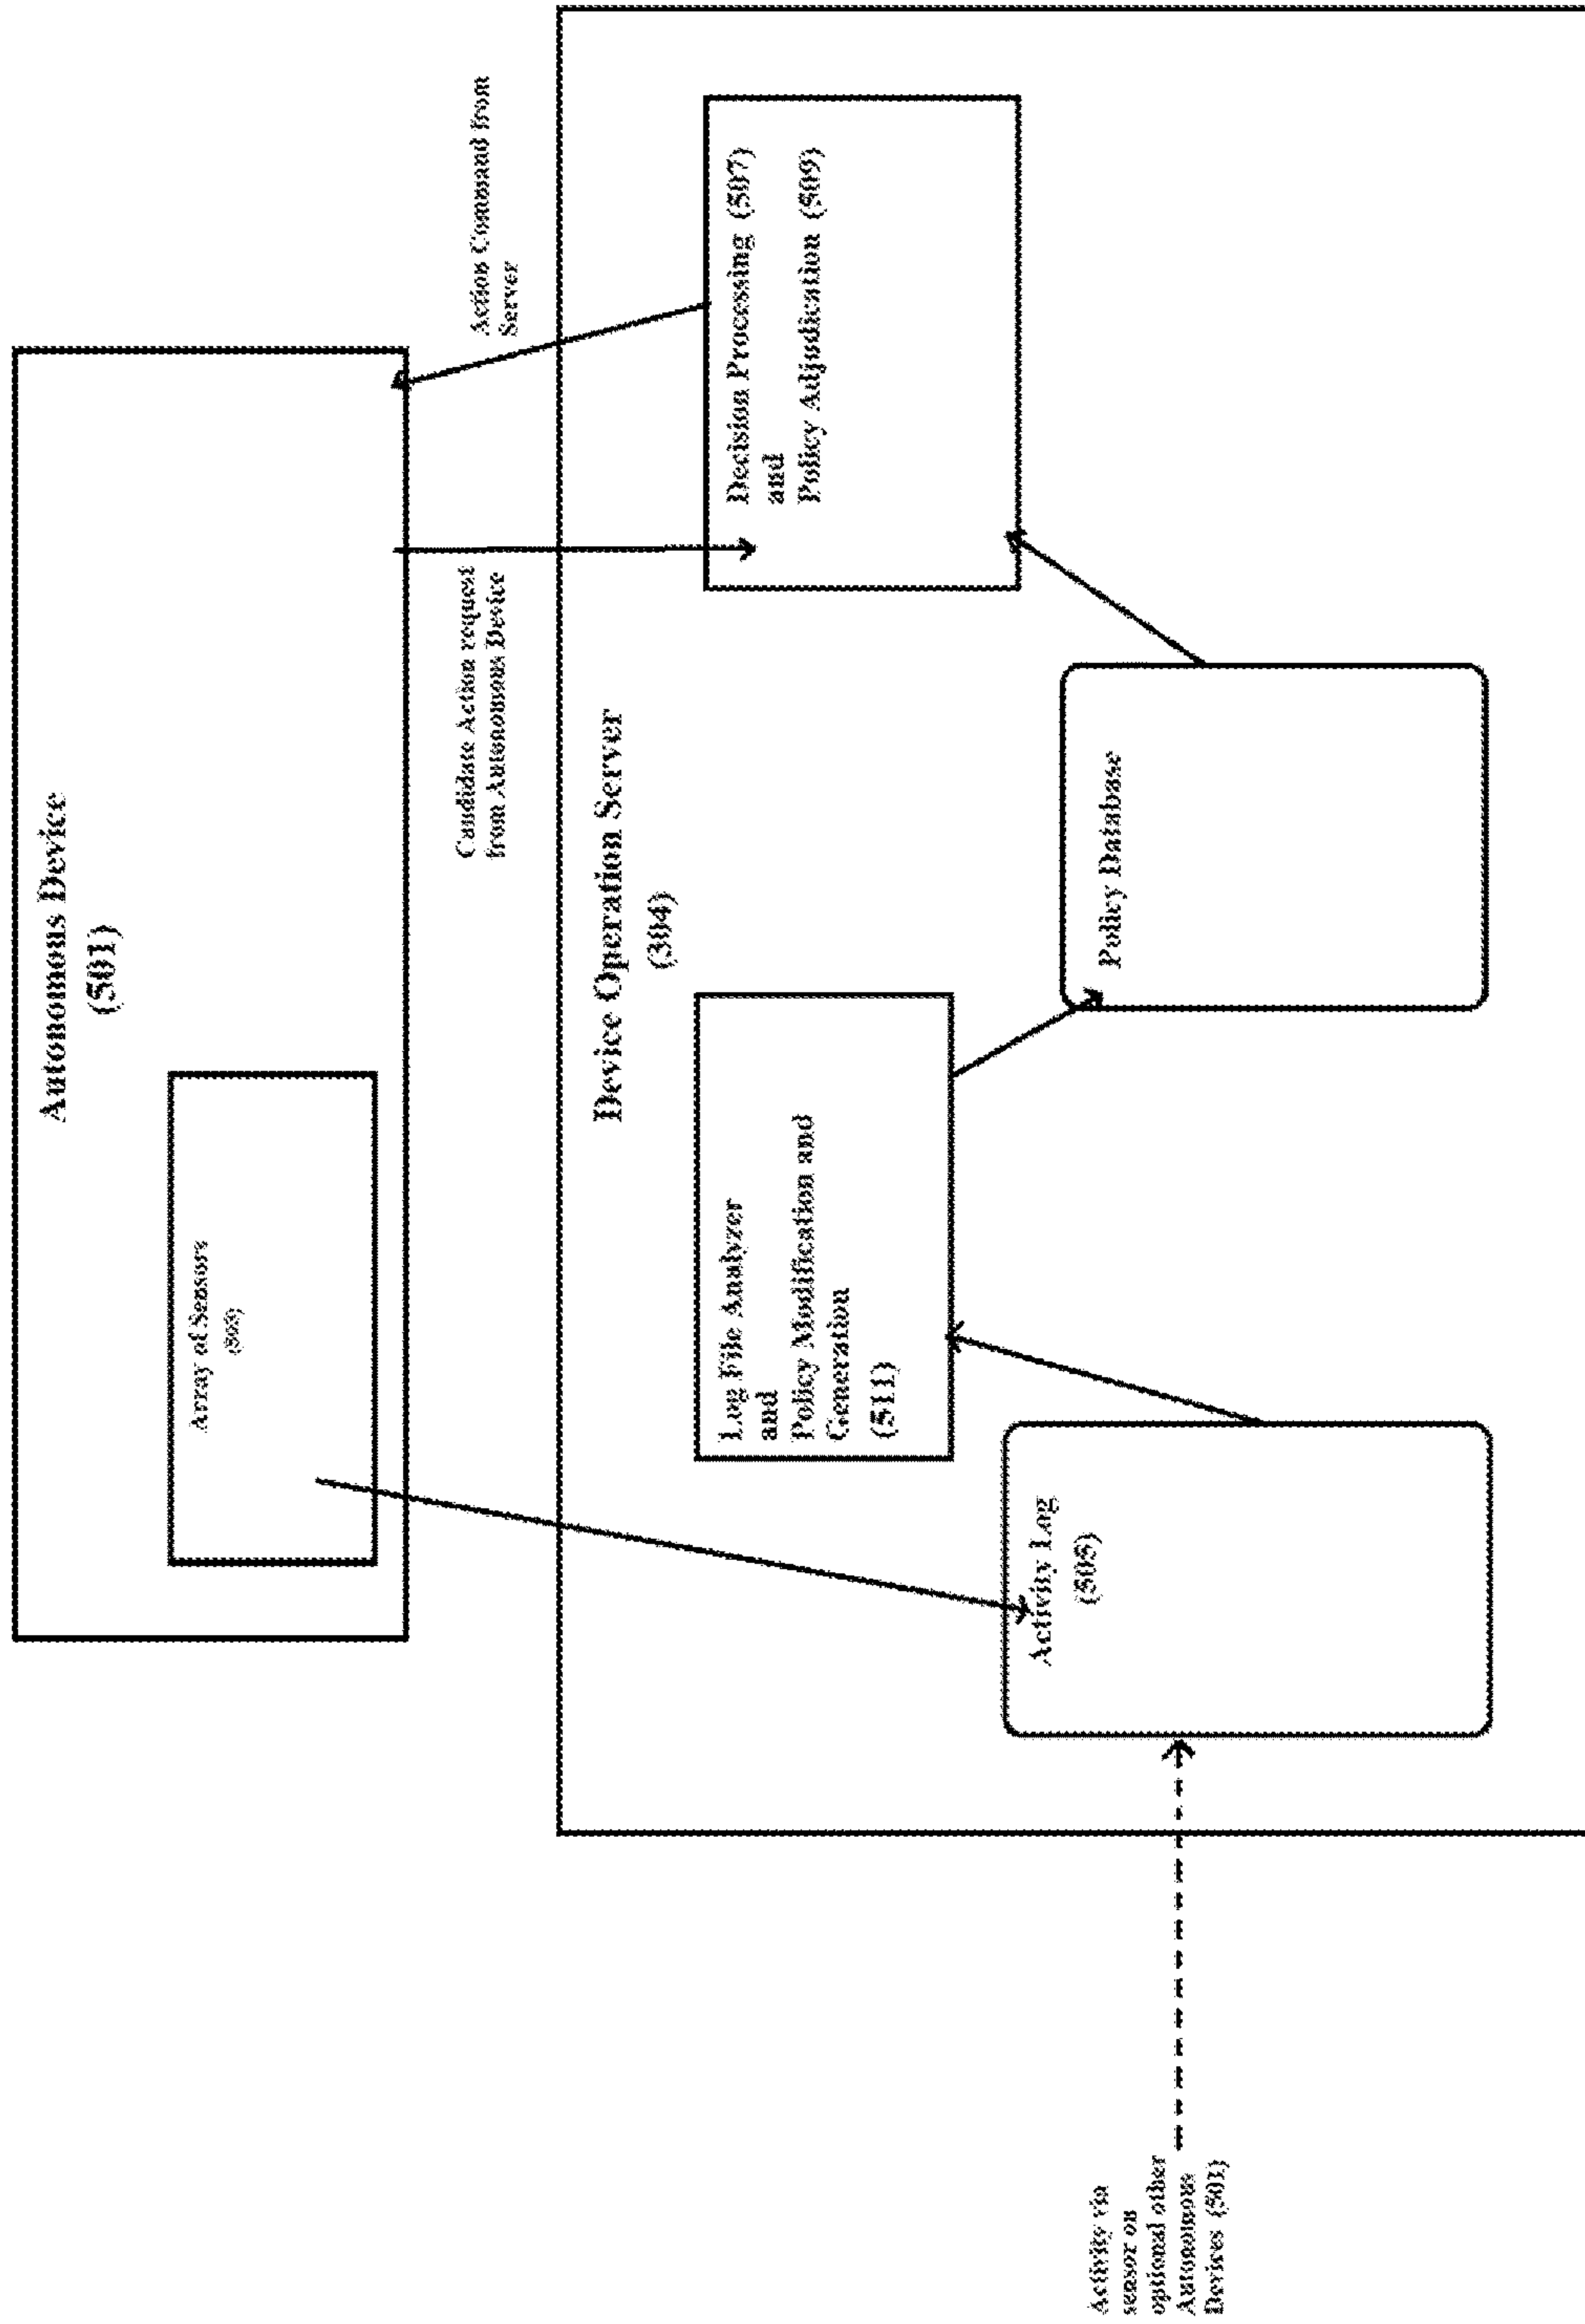 Autonomous Device
(501)
Array of Sensors
(503)
Candidate Action request
from Autonomous Device
Action Command from
Server
Device Operation Server
(304)
Log File Analyzer
and
Policy Modification and
Generation
(511)
Decision Processing (507)
and
Policy Adjudication (509)
Activity Log
(505)
Policy Database
Activity via
sensor on
optional other
Autonomous
Devices (501)